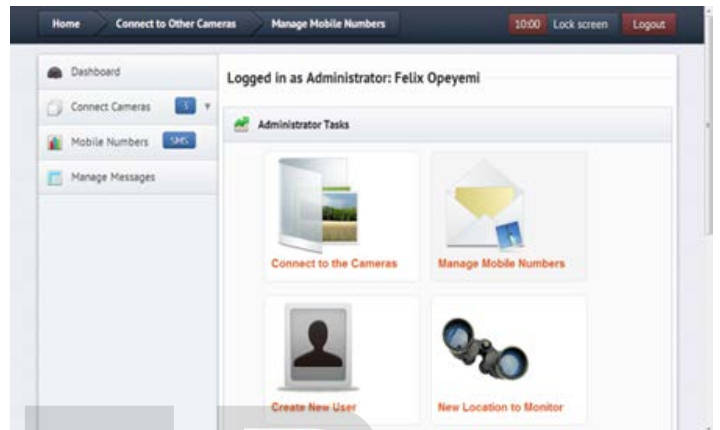 Home Connect to Other Cameras Manage Mobile Numbers 10:00 Lock screen Logout
Dashboard
Connect Cameras 3
Mobile Numbers SMS
Manage Messages
Logged in as Administrator: Felix Opeyemi
Administrator Tasks
Connect to the Cameras Manage Mobile Numbers
Create New User New Location to Monitor